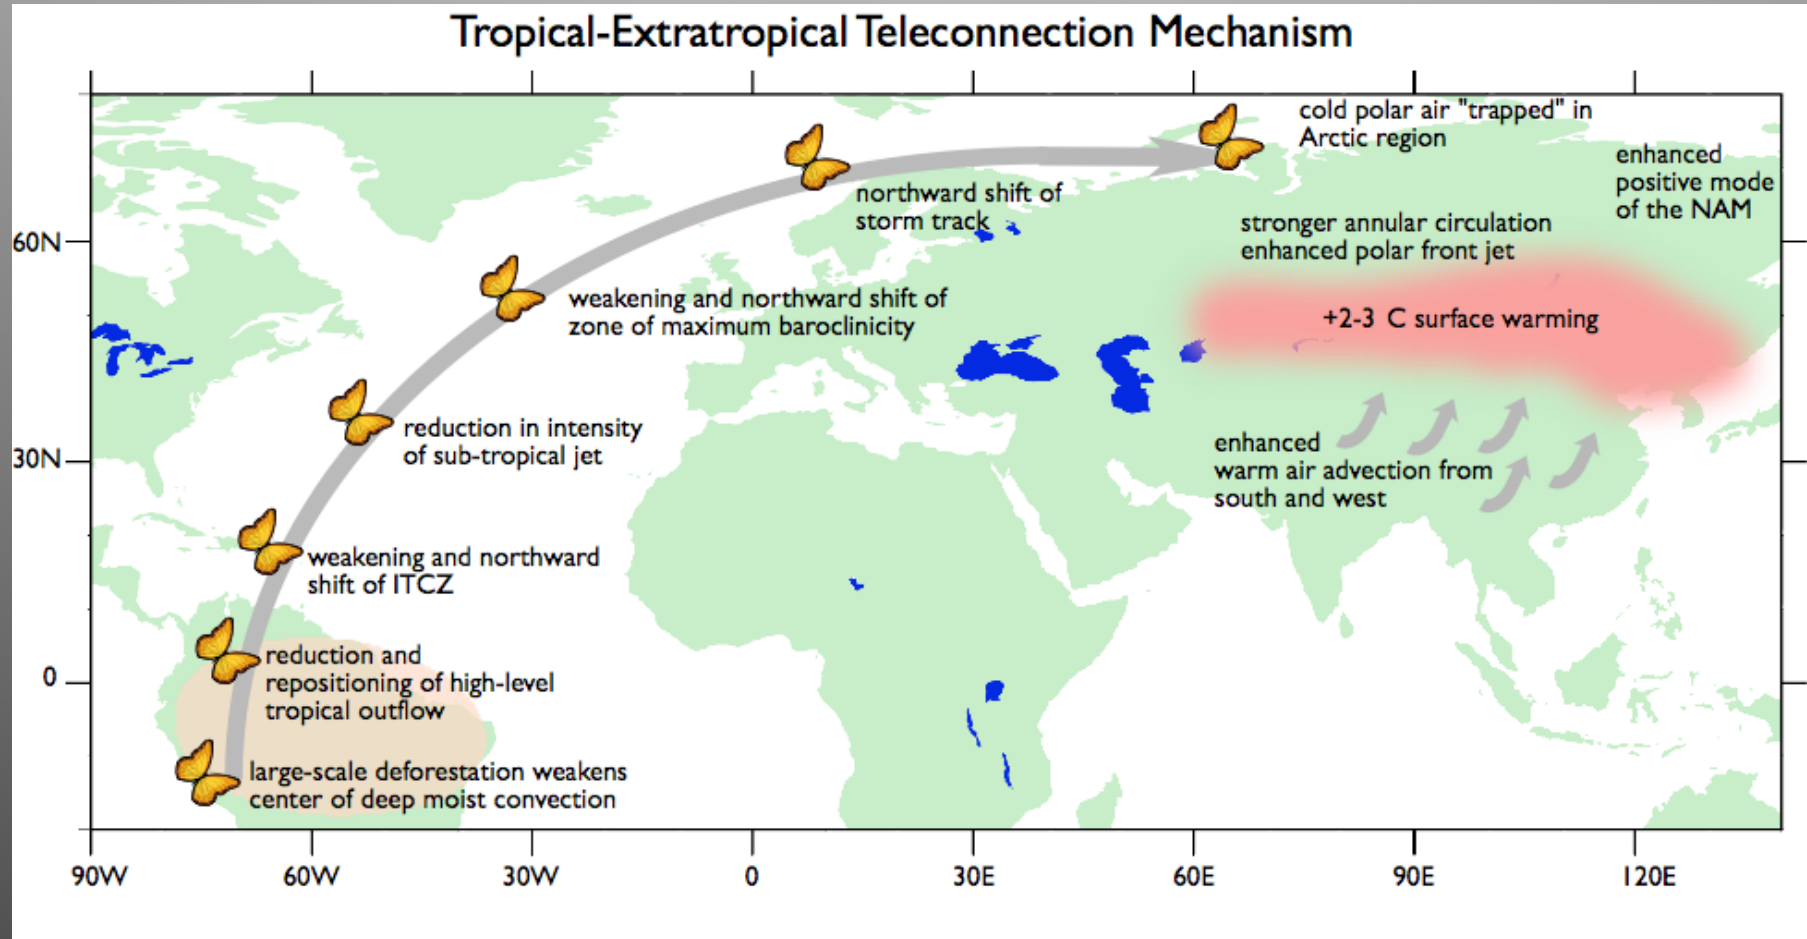 Tropical-Extratropical Teleconnection Mechanism
cold polar air "trapped" in
Arctic region
enhanced
positive mode
of the NAM
northward shift of
storm track
stronger annular circulation
enhanced polar front jet
60N
weakening and northward shift of
zone of maximum baroclinicity
+2-3 C surface warming
reduction in intensity
of sub-tropical jet
enhanced
warm air advection from
south and west
30N
weakening and northward
shift of ITCZ
reduction and
repositioning of high-level
tropical outflow
0
large-scale deforestation weakens
center of deep moist convection
90W 60W 30W 0 30E 60E 90E 120E